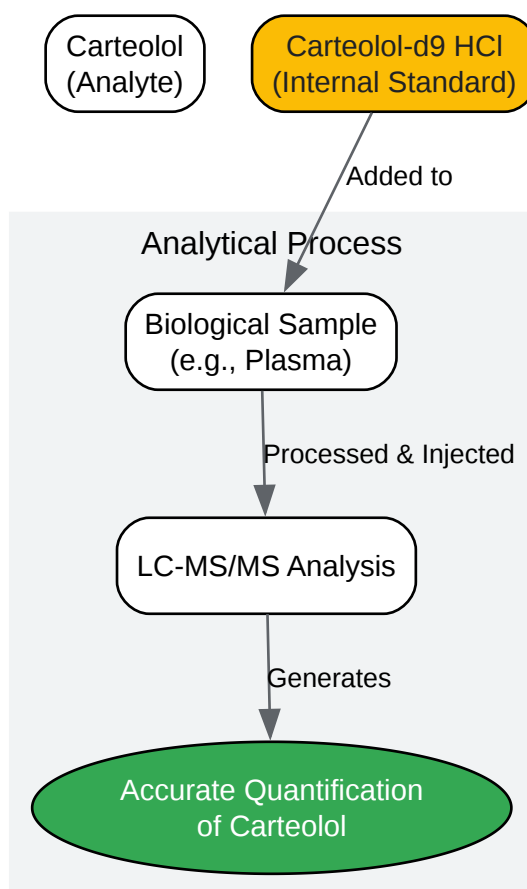 Carteolol
(Analyte)
Carteolol-d9 HCl
(Internal Standard)
Added to
Analytical Process
Biological Sample
(e.g., Plasma)
Processed & Injected
LC-MS/MS Analysis
Generates
Accurate Quantification
of Carteolol